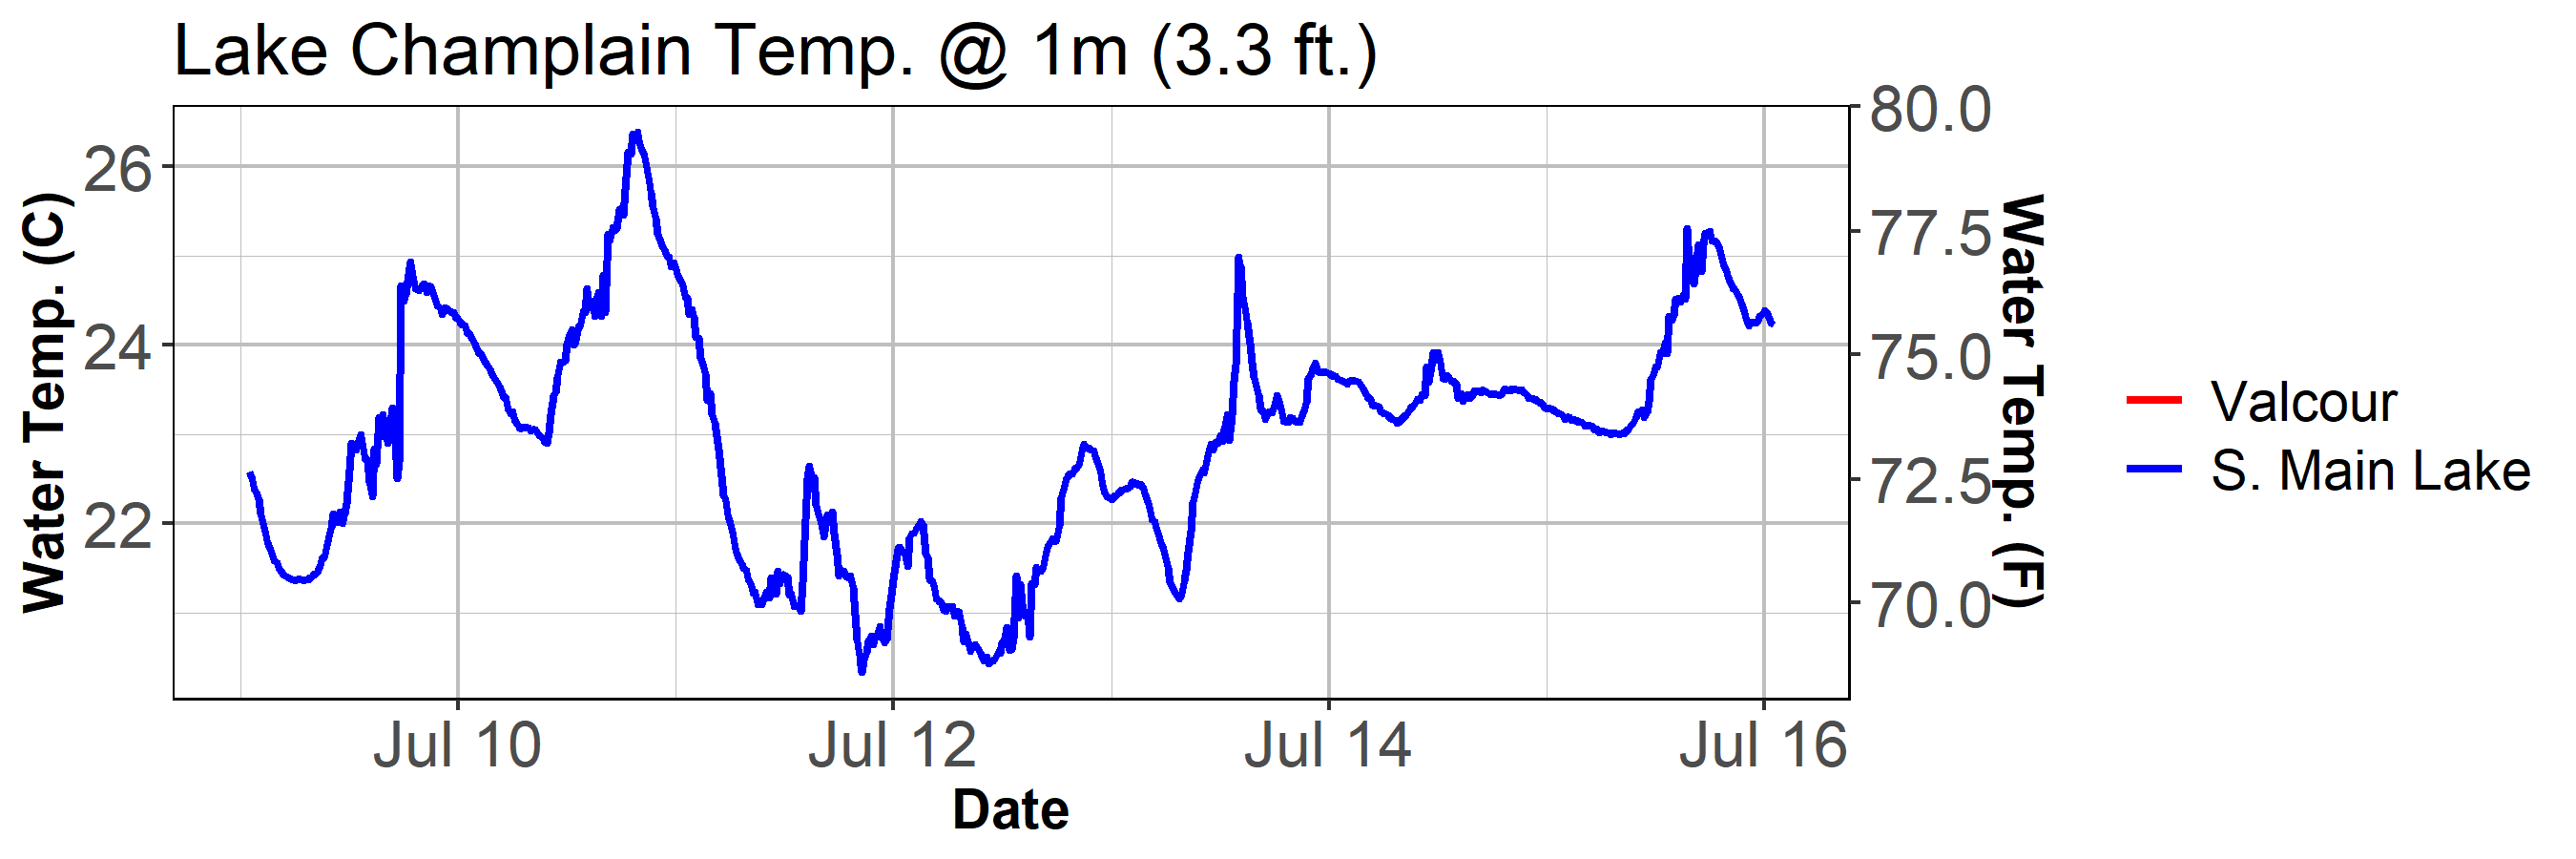 Lake Champlain Temp. @ 1m (3.3 ft.)
Water Temp. (C)
26
24
22
80.0
77.5
75.0
72.5
70.0
Water Temp. (F)
Jul 10
Jul 12
Jul 14
Jul 16
Date
Valcour
S. Main Lake